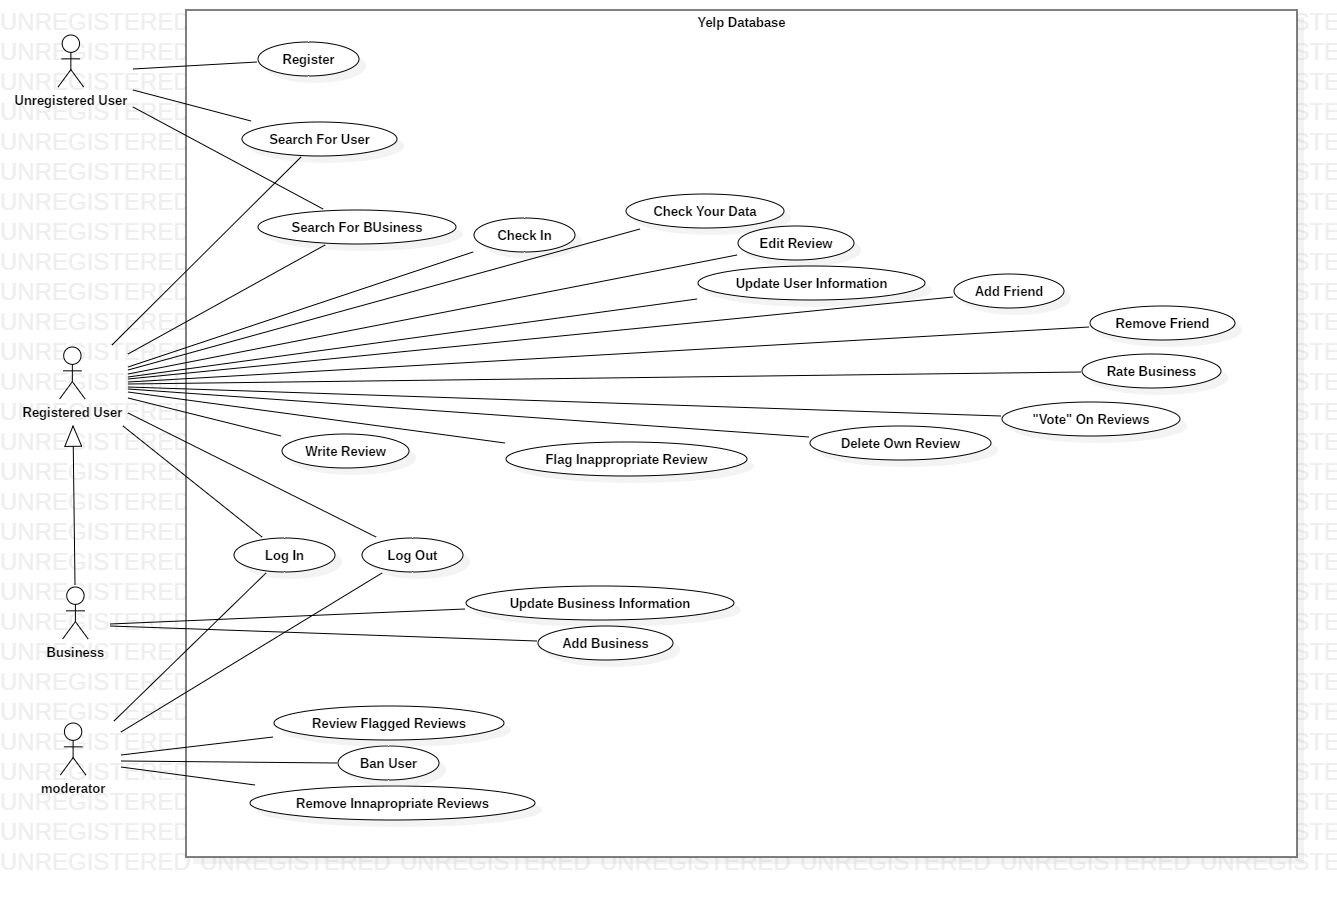 Yelp Database
Unregistered User
Register
Search For User
Search For BUsiness
Check In
Check Your Data
Edit Review
Update User Information
Add Friend
Remove Friend
Rate Business
"Vote" On Reviews
Delete Own Review
Flag Inappropriate Review
Write Review
Registered User
Log In
Log Out
Business
Update Business Information
Add Business
moderator
Review Flagged Reviews
Ban User
Remove Innapropriate Reviews
UNREGISTERED UNREGISTERED UNREGISTERED UNREGISTERED UNREGISTERED UNREGISTERED UNREGISTE